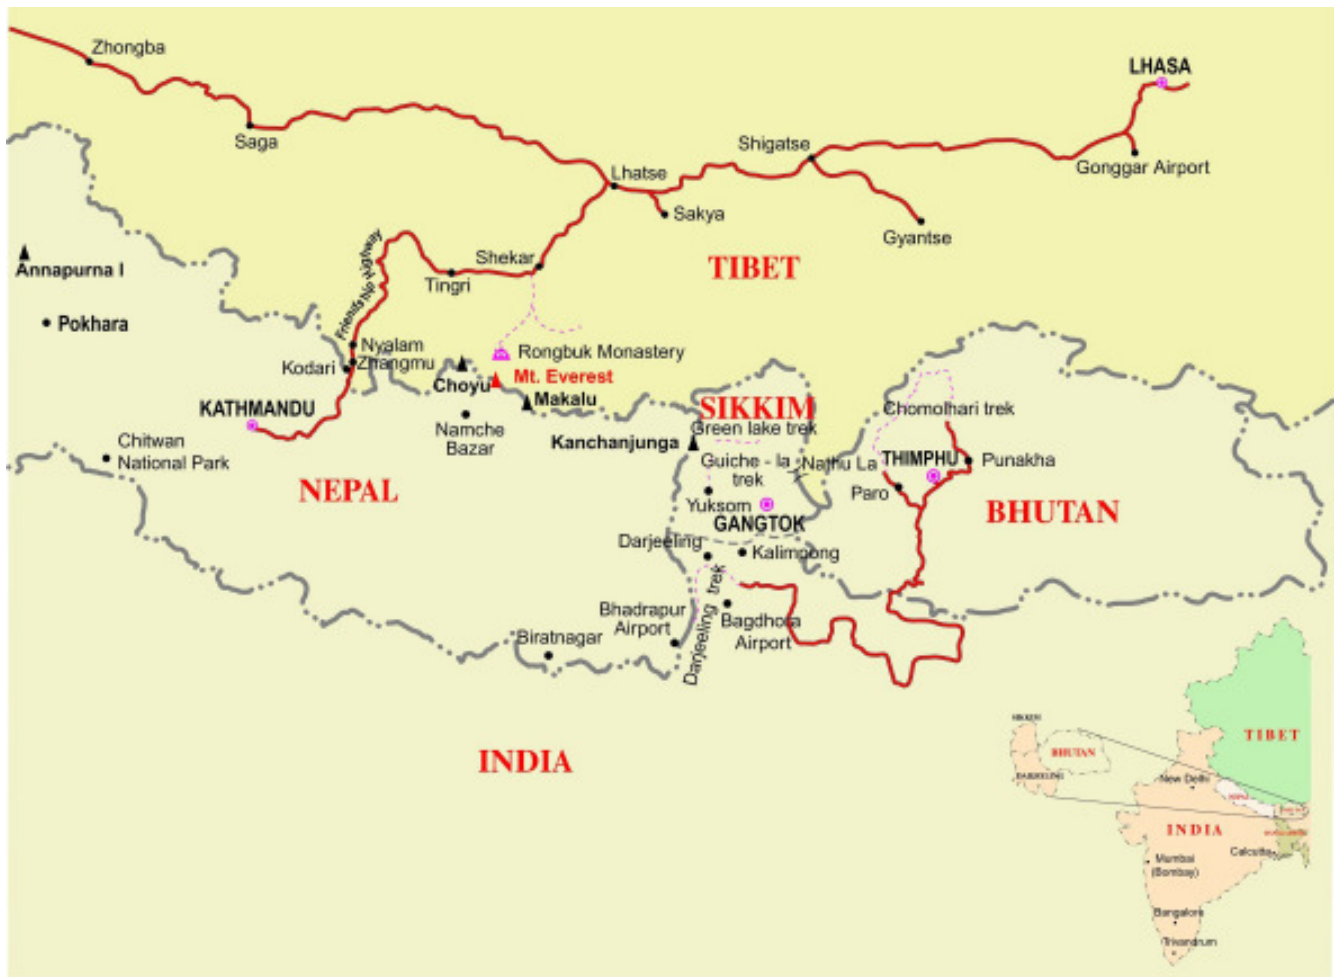 Zhongba
LHASA
Saga
Shigatse
Gonggar Airport
Lhatse
Sakya
Gyantse
Annapurna I
Shekar
Tingri
TIBET
Pokhara
Nyalam
Kodari
Zhangmu
Rongbuk Monastery
Choyu
Mt. Everest
Makalu
KATHMANDU
Namche
Bazar
SIKKIM
Green lake trek
Kanchanjunga
Chomolhari trek
Chitwan
National Park
Guiche - la
trek
Nathu La
THIMPHU
Punakha
NEPAL
Yuksom
Paro
GANGTOK
BHUTAN
Darjeeling
Kalimpong
Darjeeling trek
Bhadrapur
Airport
Bagdhora
Airport
Biratnagar
INDIA
SIKKIM
BHUTAN
DARJEELING
TIBET
New Delhi
INDIA
Calcutta
Mumbai
(Bombay)
Bangalore
Trivandrum